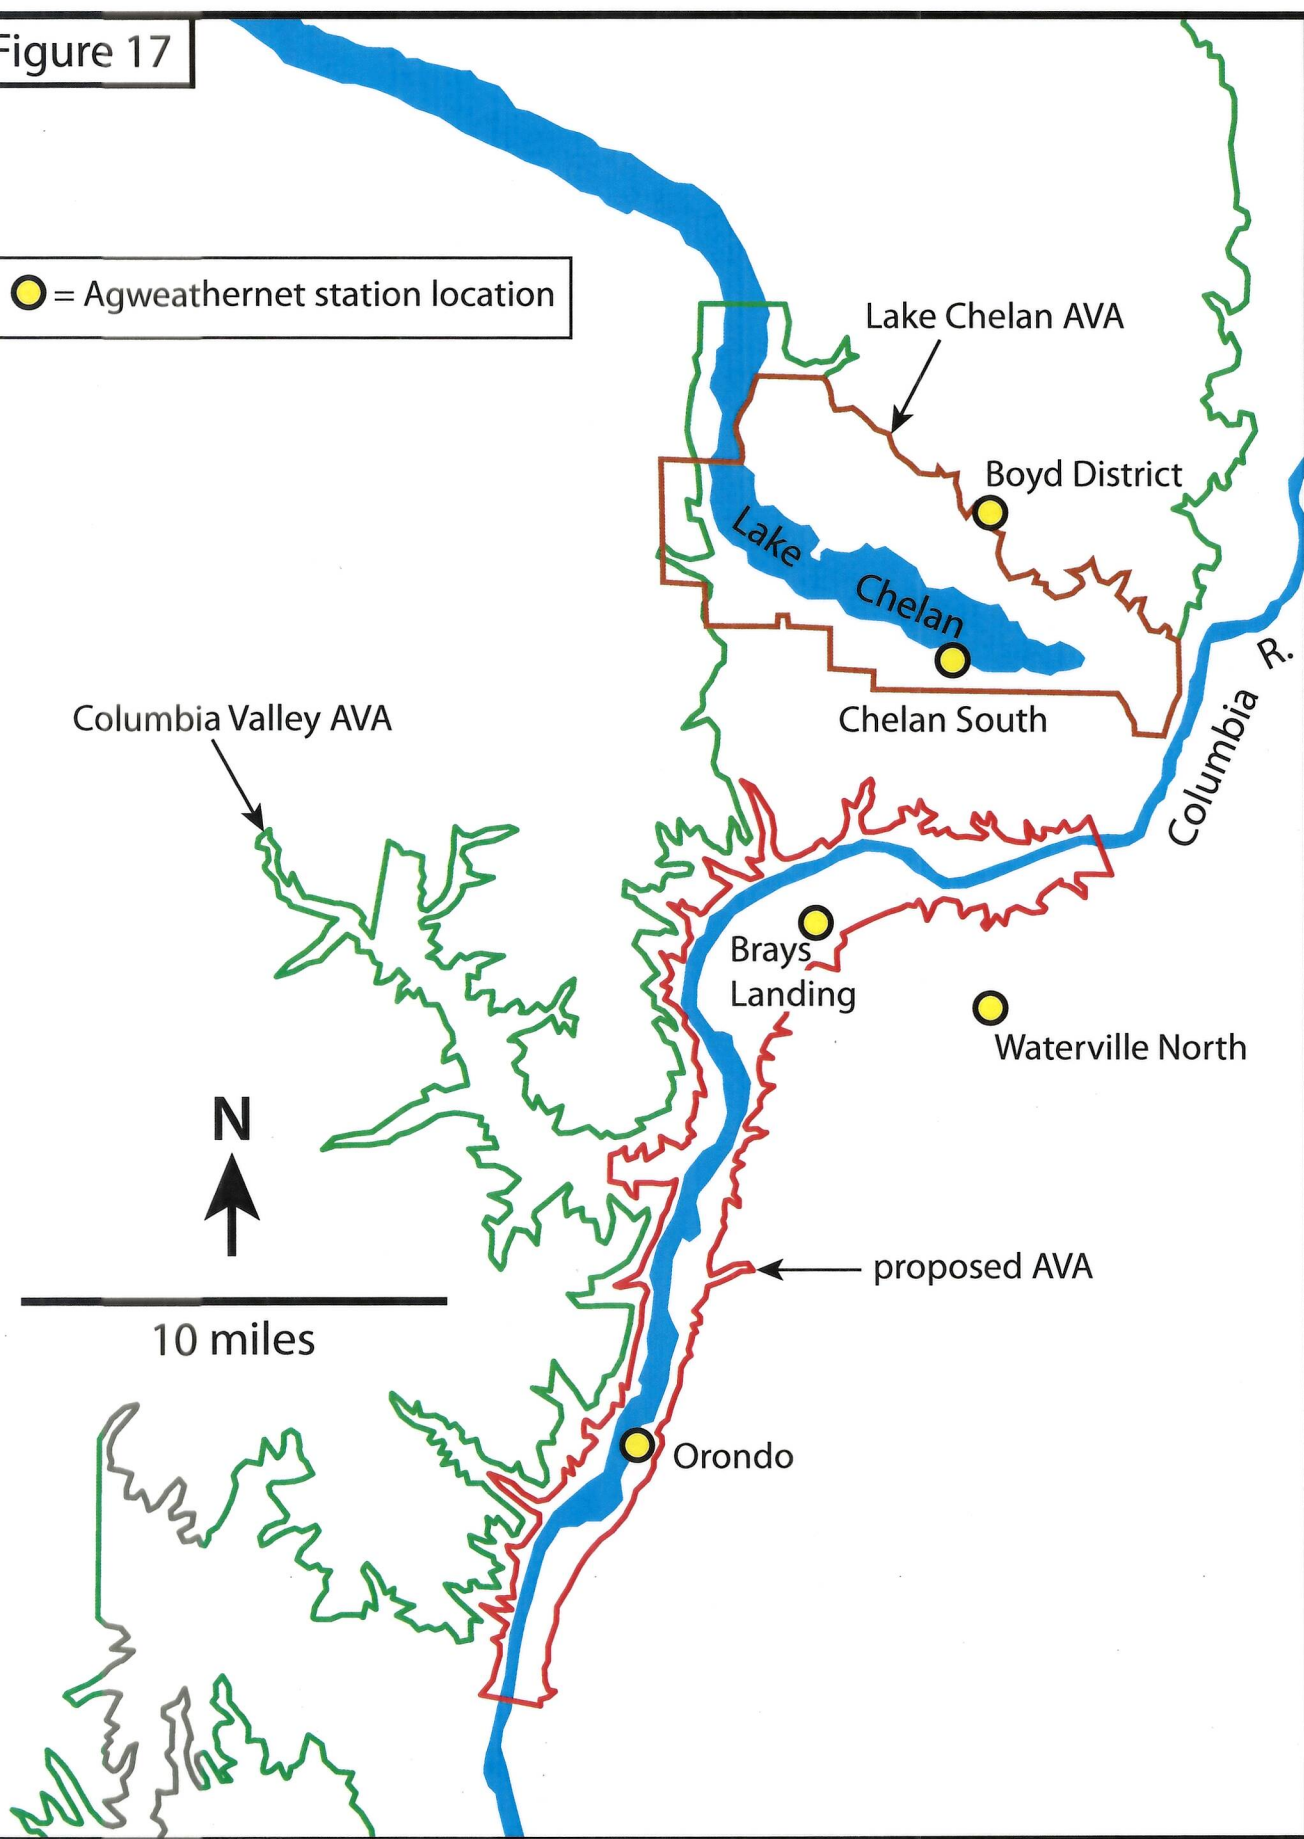 Figure 17
= Agweathernet station location
Lake Chelan AVA
Boyd District
Lake
Chelan
Columbia R.
Columbia Valley AVA
Chelan South
Brays
Landing
Waterville North
N
proposed AVA
10 miles
Orondo